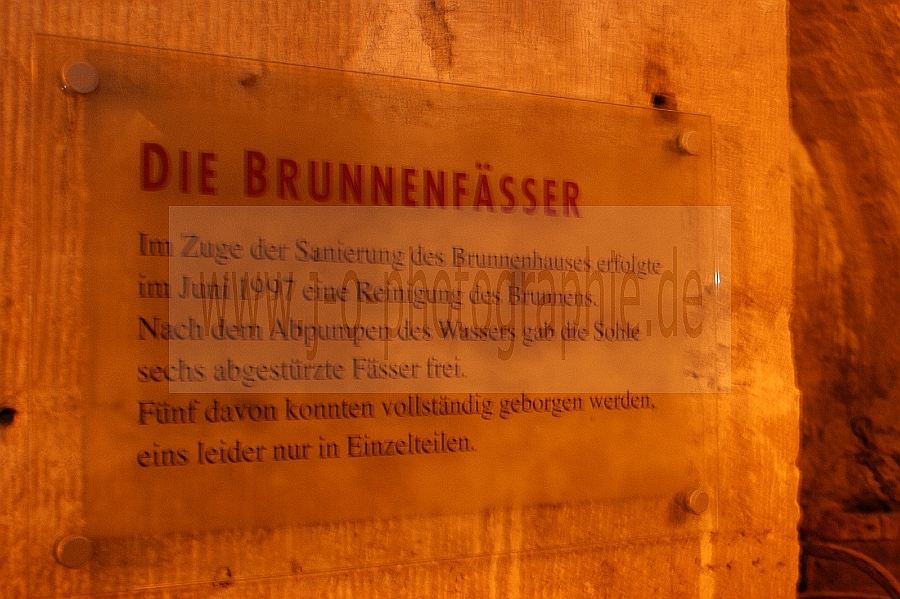 DIE BRUNNENFÄSSER
Im Zuge der Sanierung des Brunnenhauses erfolgte
im Juni 1997 eine Reinigung des Brunnens.
Nach dem Abpumpen des Wassers gab die Sohle
sechs abgestürzte Fässer frei.
Fünf davon konnten vollständig geborgen werden,
eins leider nur in Einzelteilen.
www.j-o-photographie.de